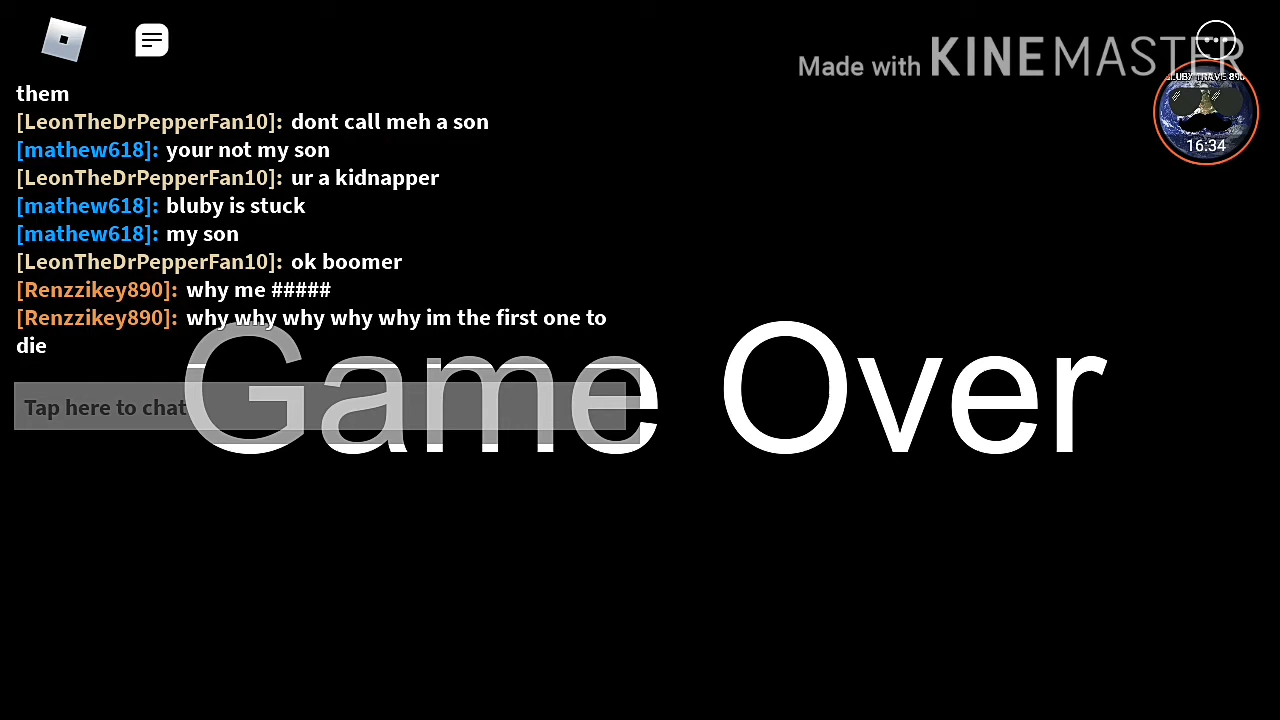 Made with KINEMASTER
them
[LeonTheDrPepperFan10]: dont call meh a son
[mathew618]: your not my son
[LeonTheDrPepperFan10]: ur a kidnapper
[mathew618]: bluby is stuck
[mathew618]: my son
[LeonTheDrPepperFan10]: ok boomer
[Renzzikey890]: why me #####
[Renzzikey890]: why why why why why im the first one to
die
Tap here to chat
Game Over
16:34